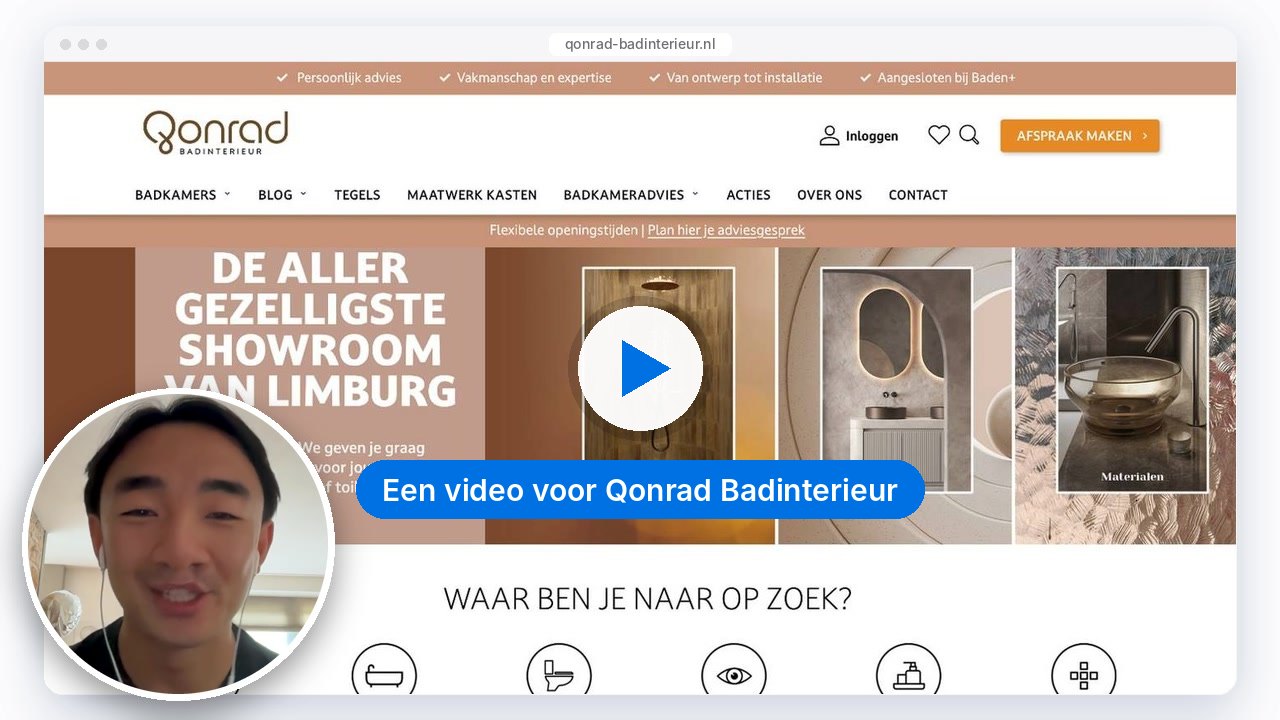 qonrad-badinterieur.nl
Persoonlijk advies
Vakmanschap en expertise
Van ontwerp tot installatie
Aangesloten bij Baden+
Qonrad
BADINTERIEUR
Inloggen
AFSPRAAK MAKEN
BADKAMERS
BLOG
TEGELS
MAATWERK KASTEN
BADKAMERADVIES
ACTIES
OVER ONS
CONTACT
Flexibele openingstijden | Plan hier je adviesgesprek
DE ALLER
GEZELLIGSTE
SHOWROOM
VAN LIMBURG
We geven je graag
voor
Materialen
Een video voor Qonrad Badinterieur
WAAR BEN JE NAAR OP ZOEK?